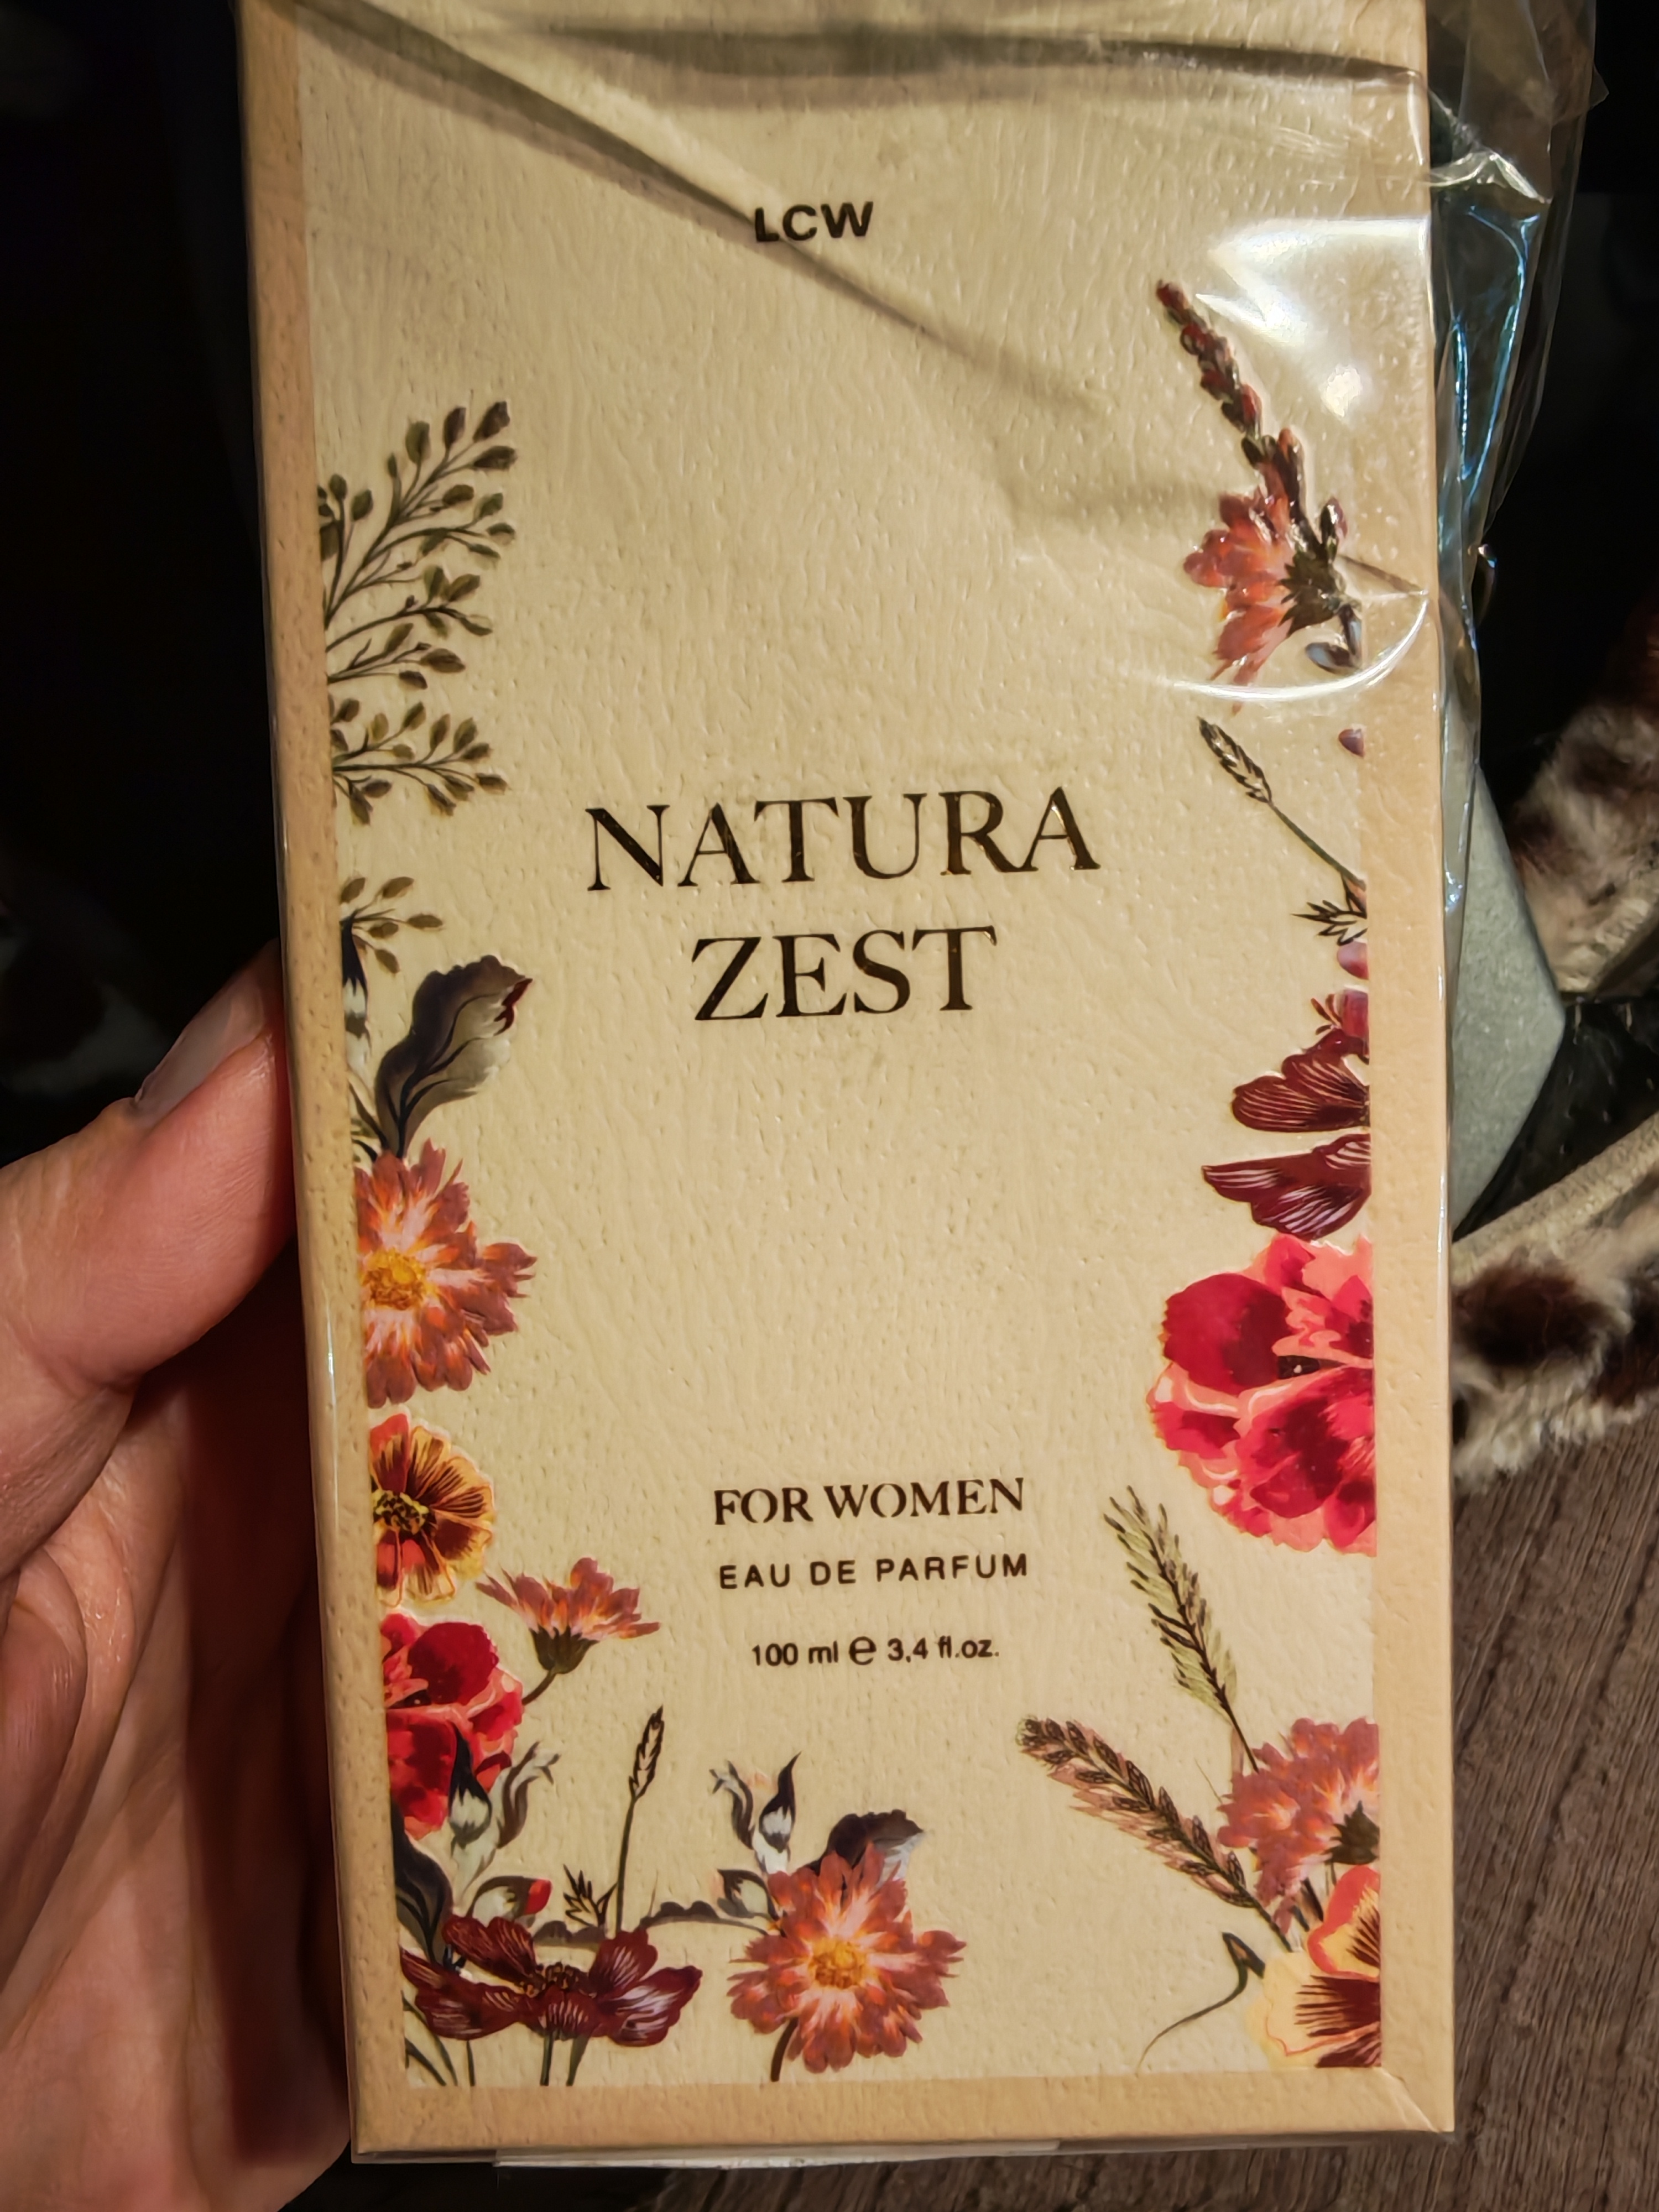 LCW
NATURA
ZEST
FOR WOMEN
EAU DE PARFUM
100 ml ℮ 3,4 fl.oz.